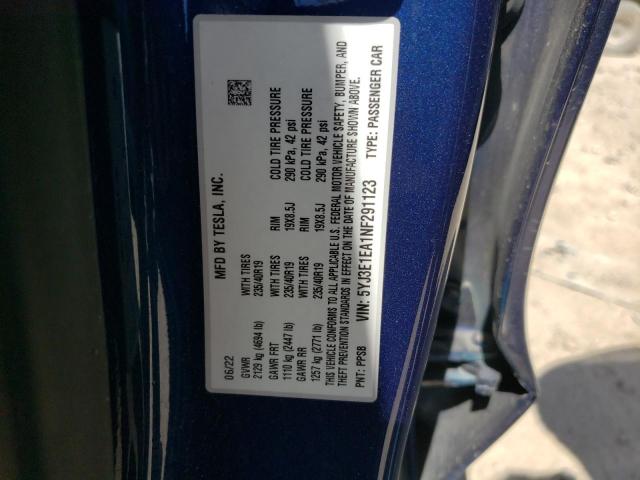 MFD BY TESLA, INC.
06/22
GVWR WITH TIRES RIM COLD TIRE PRESSURE
2129 kg (4694 lb) 235/40R19 19X8.5J 290 kPa, 42 psi
GAWR FRT WITH TIRES RIM COLD TIRE PRESSURE
1110 kg (2447 lb) 235/40R19 19X8.5J 290 kPa, 42 psi
GAWR RR WITH TIRES
1257 kg (2771 lb) 235/40R19
THIS VEHICLE CONFORMS TO ALL APPLICABLE U.S. FEDERAL MOTOR VEHICLE SAFETY, BUMPER, AND
THEFT PREVENTION STANDARDS IN EFFECT ON THE DATE OF MANUFACTURE SHOWN ABOVE.
PNT: PPSB VIN: 5YJ3E1EA1NF291123 TYPE: PASSENGER CAR